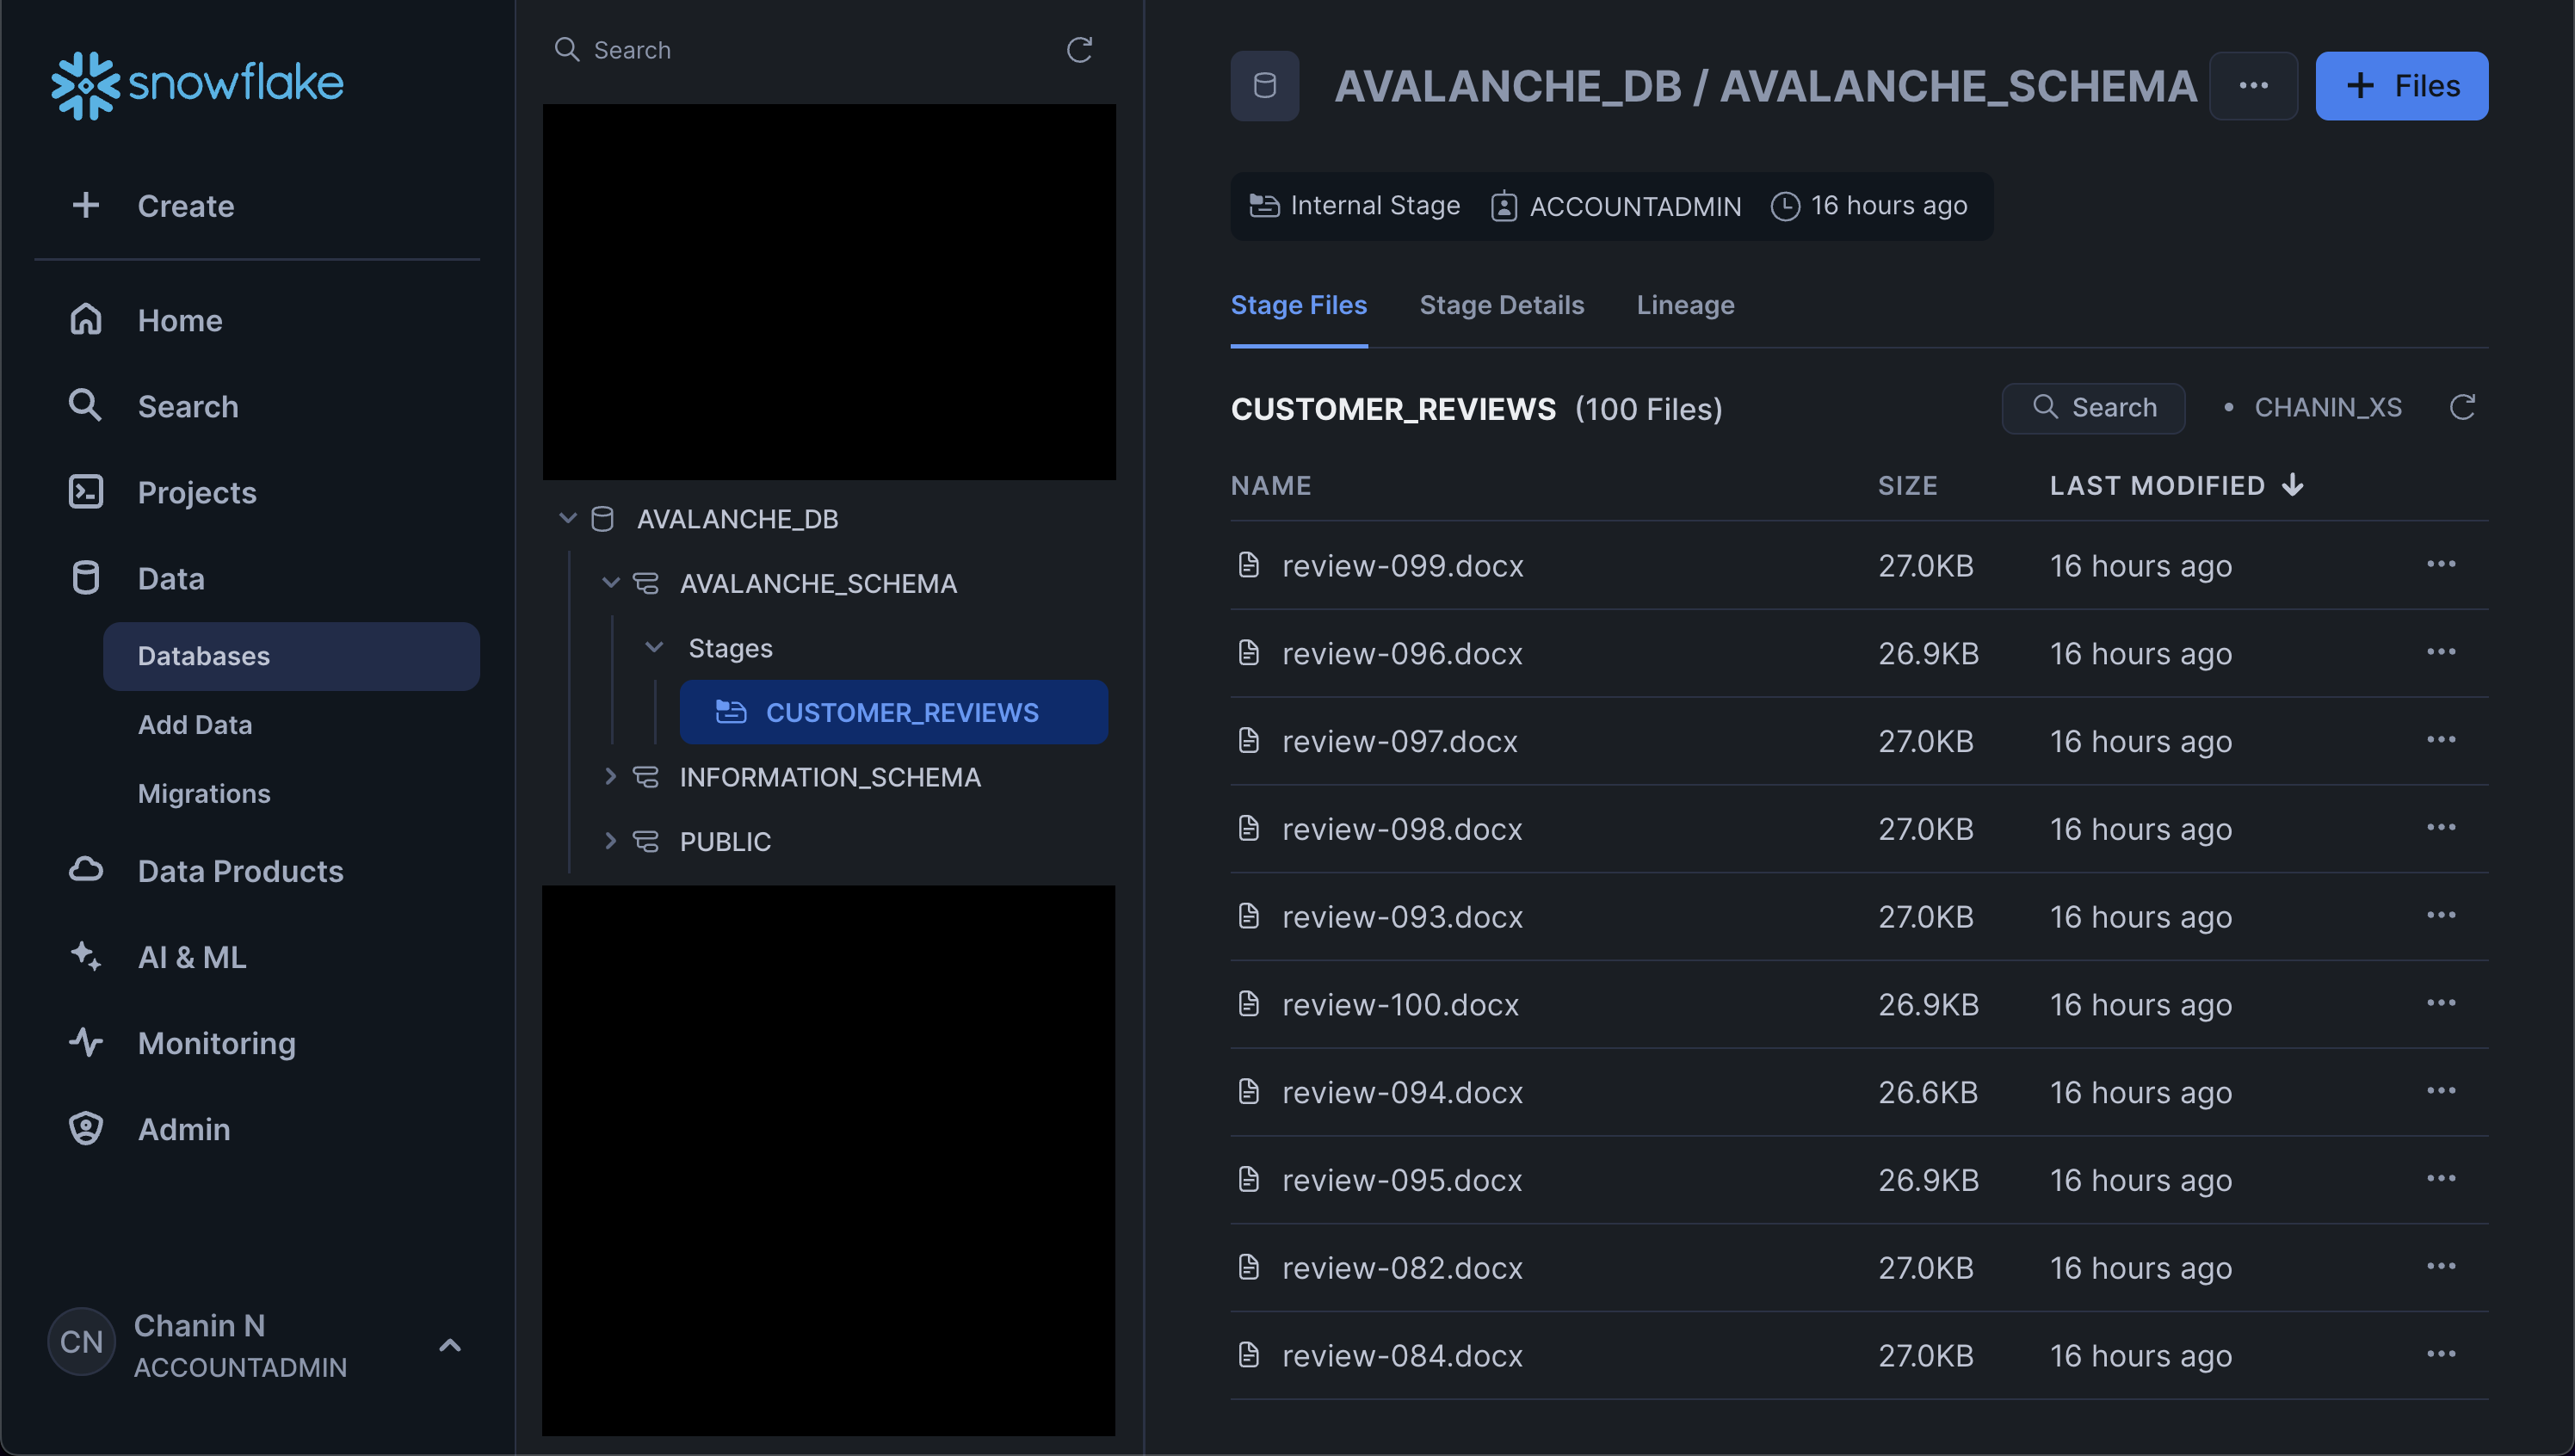 snowflake
Create
Home
Search
Projects
Data
Databases
Add Data
Migrations
Data Products
AI & ML
Monitoring
Admin
CN
Chanin N
ACCOUNTADMIN
Search
AVALANCHE_DB
AVALANCHE_SCHEMA
Stages
CUSTOMER_REVIEWS
INFORMATION_SCHEMA
PUBLIC
AVALANCHE_DB / AVALANCHE_SCHEMA ... + Files
Internal Stage ACCOUNTADMIN 16 hours ago
Stage Files Stage Details Lineage
CUSTOMER_REVIEWS (100 Files) Search • CHANIN_XS
NAME SIZE LAST MODIFIED
review-099.docx 27.0KB 16 hours ago
review-096.docx 26.9KB 16 hours ago
review-097.docx 27.0KB 16 hours ago
review-098.docx 27.0KB 16 hours ago
review-093.docx 27.0KB 16 hours ago
review-100.docx 26.9KB 16 hours ago
review-094.docx 26.6KB 16 hours ago
review-095.docx 26.9KB 16 hours ago
review-082.docx 27.0KB 16 hours ago
review-084.docx 27.0KB 16 hours ago